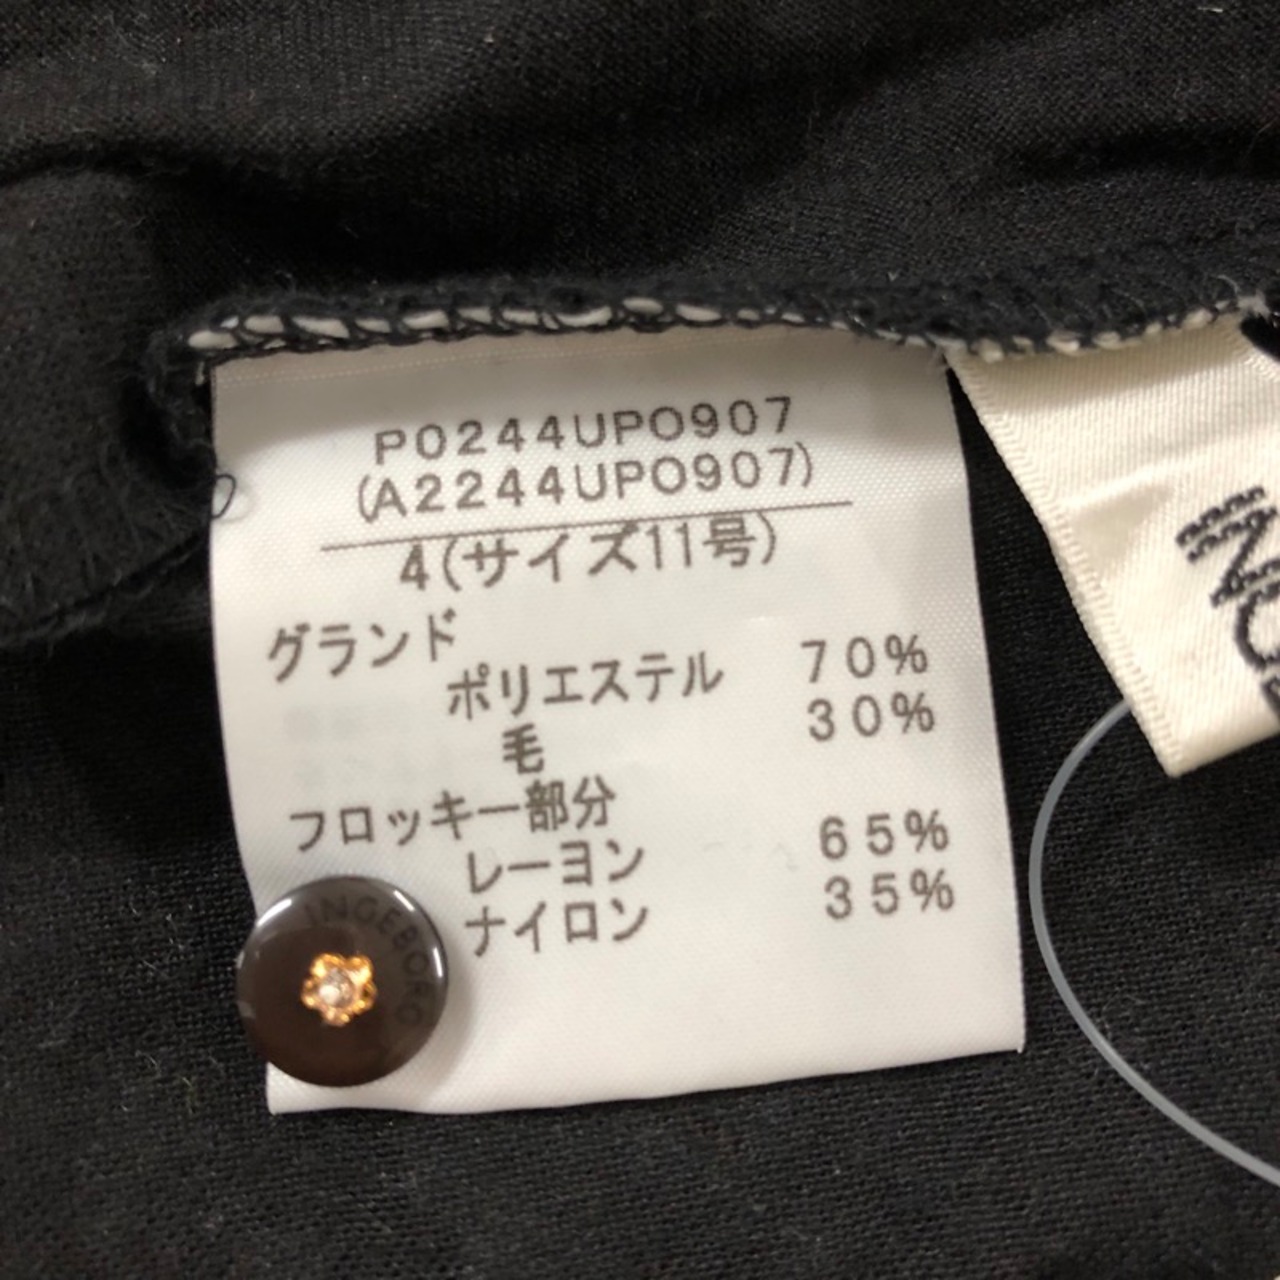 P0244UPO907
(A2244UPO907)
4(サイズ11号)
グランド
ポリエステル 70%
毛 30%
フロッキー部分
レーヨン 65%
ナイロン 35%
INGEBORG